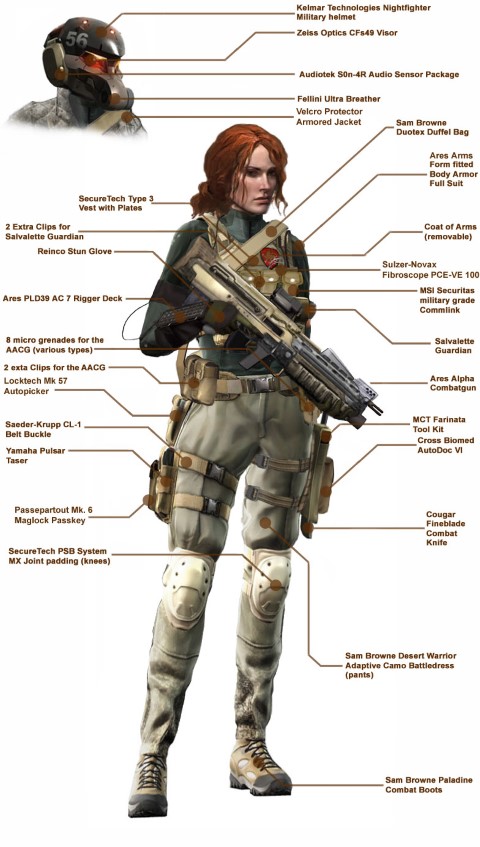 Kelmar Technologies Nightfighter
Military helmet
Zeiss Optics CFs49 Visor
56
Audiotek S0n-4R Audio Sensor Package
Fellini Ultra Breather
Velcro Protector
Armored Jacket
Sam Browne
Duotex Duffel Bag
Ares Arms
Form fitted
Body Armor
Full Suit
SecureTech Type 3
Vest with Plates
2 Extra Clips for
Salvalette Guardian
Coat of Arms
(removable)
Reinco Stun Glove
Sulzer-Novax
Fibroscope PCE-VE 100
MSI Securitas
military grade
Commlink
Ares PLD39 AC 7 Rigger Deck
8 micro grenades for the
AACG (various types)
Salvalette
Guardian
2 exta Clips for the AACG
Locktech Mk 57
Autopicker
Ares Alpha
Combatgun
Saeder-Krupp CL-1
Belt Buckle
MCT Farinata
Tool Kit
Cross Biomed
AutoDoc VI
Yamaha Pulsar
Taser
Passepartout Mk. 6
Maglock Passkey
Cougar
Fineblade
Combat
Knife
SecureTech PSB System
MX Joint padding (knees)
Sam Browne Desert Warrior
Adaptive Camo Battledress
(pants)
Sam Browne Paladine
Combat Boots